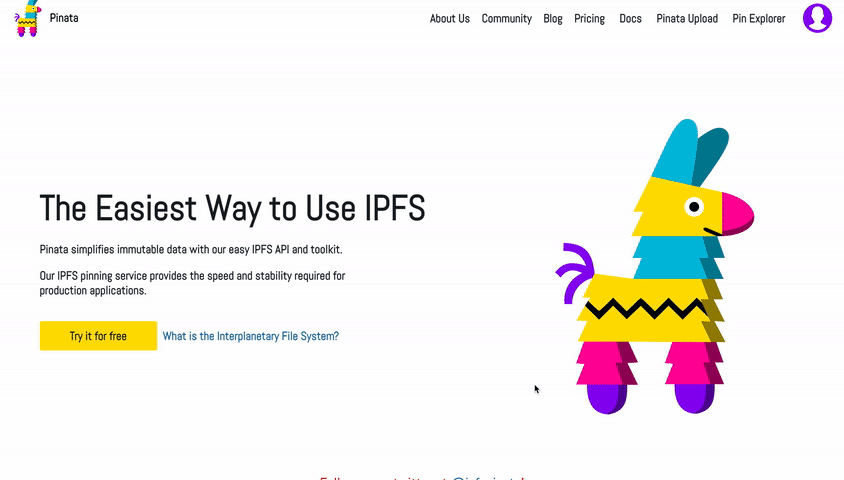 Pinata
About Us Community Blog Pricing Docs Pinata Upload Pin Explorer
The Easiest Way to Use IPFS
Pinata simplifies immutable data with our easy IPFS API and toolkit.
Our IPFS pinning service provides the speed and stability required for
production applications.
Try it for free What is the Interplanetary File System?